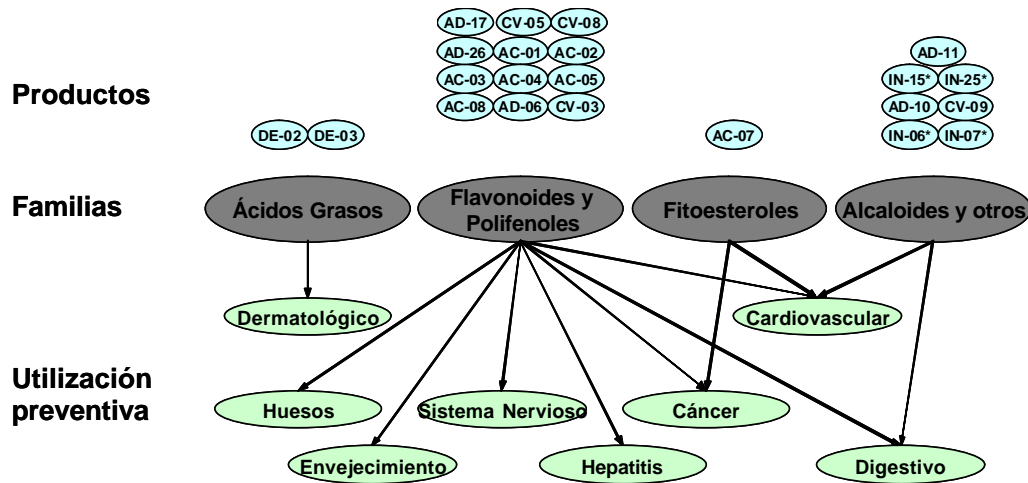 AD-17 CV-05 CV-08
AD-26 AC-01 AC-02
AD-11
Productos
AC-03 AC-04 AC-05
IN-15* IN-25*
AC-08 AD-06 CV-03
AD-10 CV-09
DE-02 DE-03
AC-07
IN-06* IN-07*
Familias
Ácidos Grasos
Flavonoides y
Polifenoles
Fitoesteroles
Alcaloides y otros
Dermatológico
Cardiovascular
Utilización
preventiva
Huesos
Sistema Nervioso
Cáncer
Envejecimiento
Hepatitis
Digestivo